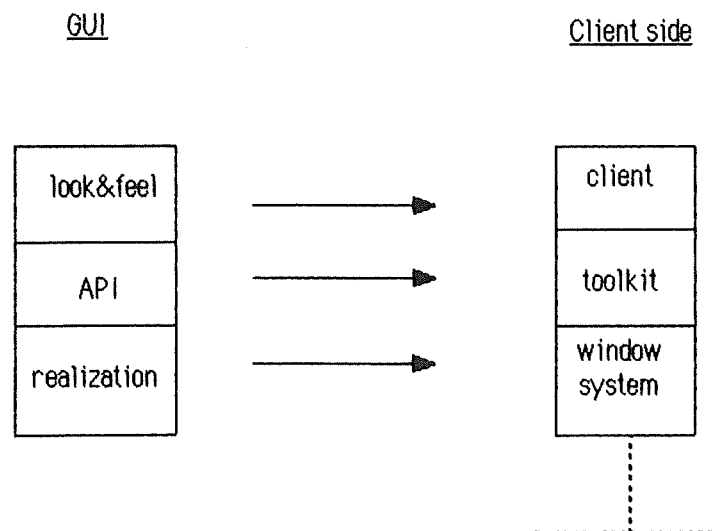 GUI
Client side
look&feel
client
API
toolkit
realization
window
system